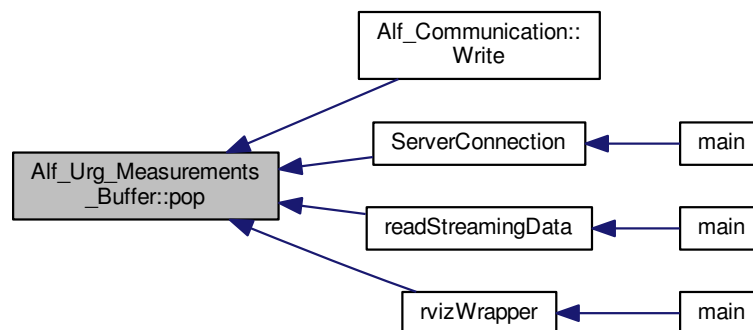 Alf_Communication::
Write
Alf_Urg_Measurements
_Buffer::pop
ServerConnection
main
readStreamingData
main
rvizWrapper
main